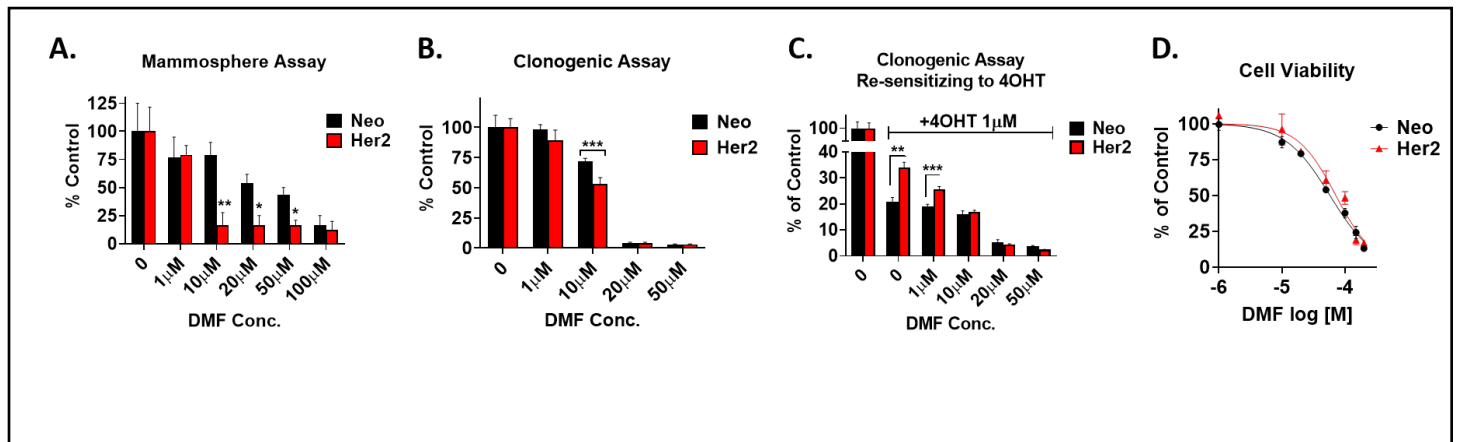 A.
Mammosphere Assay
% Control
125
100
75
50
25
0
**
*
*
Neo
Her2
0
1μM
10μM
20μM
50μM
100μM
DMF Conc.
B.
Clonogenic Assay
% Control
100
75
50
25
0
***
Neo
Her2
0
1μM
10μM
20μM
50μM
DMF Conc.
C.
Clonogenic Assay
Re-sensitizing to 4OHT
+4OHT 1μM
% of Control
100
40
30
20
10
0
**
***
Neo
Her2
0
0
1μM
10μM
20μM
50μM
DMF Conc.
D.
Cell Viability
% of Control
100
75
50
25
0
Neo
Her2
-6
-5
-4
DMF log [M]